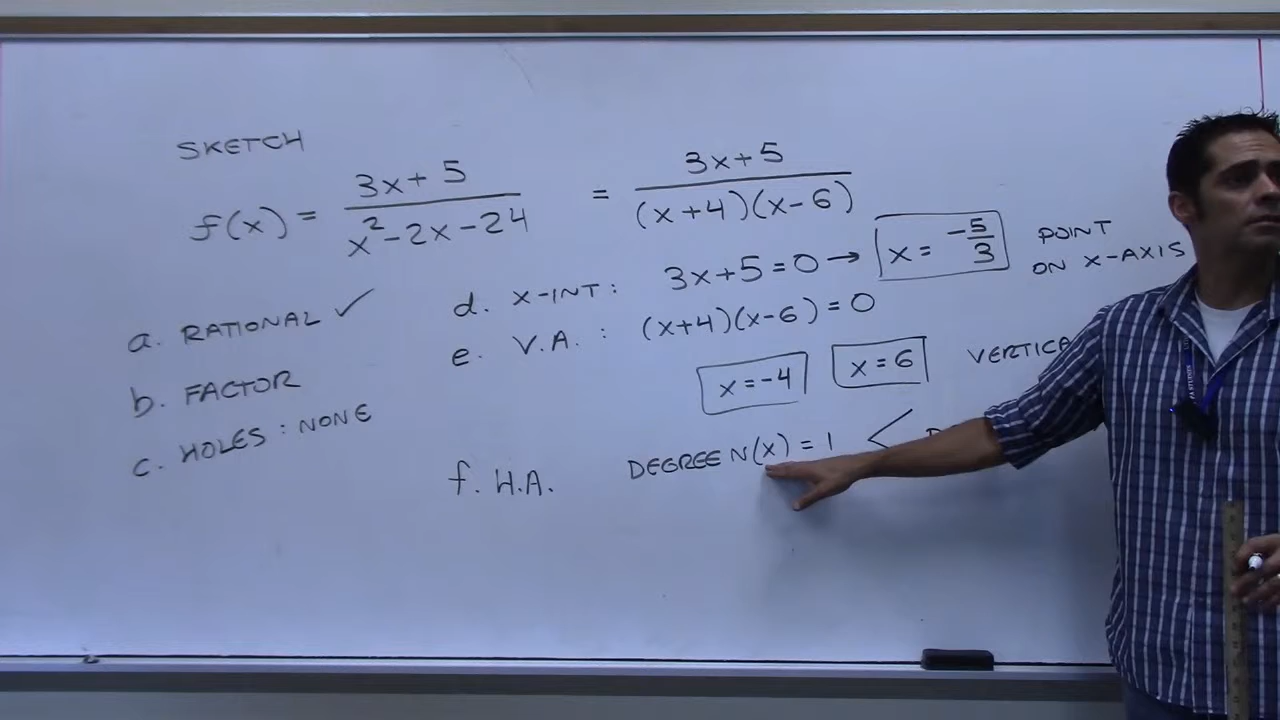 SKETCH
f(x) = 3x+5 / x²-2x-24 = 3x+5 / (x+4)(x-6)
a. RATIONAL ✓
b. FACTOR
c. HOLES : NONE
d. X-INT : 3x+5=0 → x = -5/3 POINT ON X-AXIS
e. V.A. : (x+4)(x-6) = 0
x = -4 x = 6
f. H.A. DEGREE N(x) = 1 <